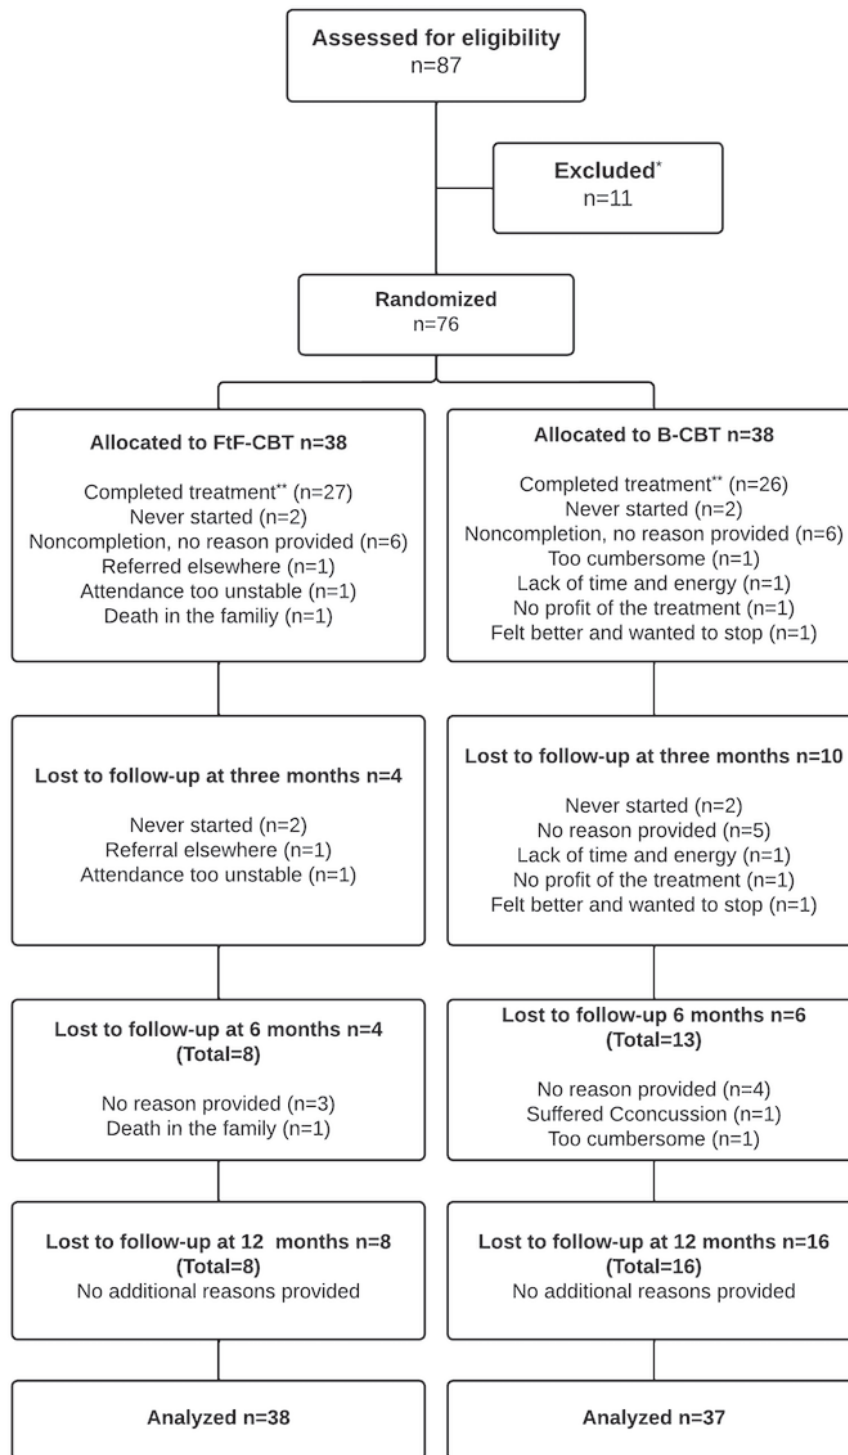 Assessed for eligibility
n=87
Excluded*
n=11
Randomized
n=76
Allocated to FtF-CBT n=38
Completed treatment** (n=27)
Never started (n=2)
Noncompletion, no reason provided (n=6)
Referred elsewhere (n=1)
Attendance too unstable (n=1)
Death in the familiy (n=1)
Allocated to B-CBT n=38
Completed treatment** (n=26)
Never started (n=2)
Noncompletion, no reason provided (n=6)
Too cumbersome (n=1)
Lack of time and energy (n=1)
No profit of the treatment (n=1)
Felt better and wanted to stop (n=1)
Lost to follow-up at three months n=4
Never started (n=2)
Referral elsewhere (n=1)
Attendance too unstable (n=1)
Lost to follow-up at three months n=10
Never started (n=2)
No reason provided (n=5)
Lack of time and energy (n=1)
No profit of the treatment (n=1)
Felt better and wanted to stop (n=1)
Lost to follow-up at 6 months n=4
(Total=8)
No reason provided (n=3)
Death in the family (n=1)
Lost to follow-up 6 months n=6
(Total=13)
No reason provided (n=4)
Suffered Cconcussion (n=1)
Too cumbersome (n=1)
Lost to follow-up at 12 months n=8
(Total=8)
No additional reasons provided
Lost to follow-up at 12 months n=16
(Total=16)
No additional reasons provided
Analyzed n=38
Analyzed n=37